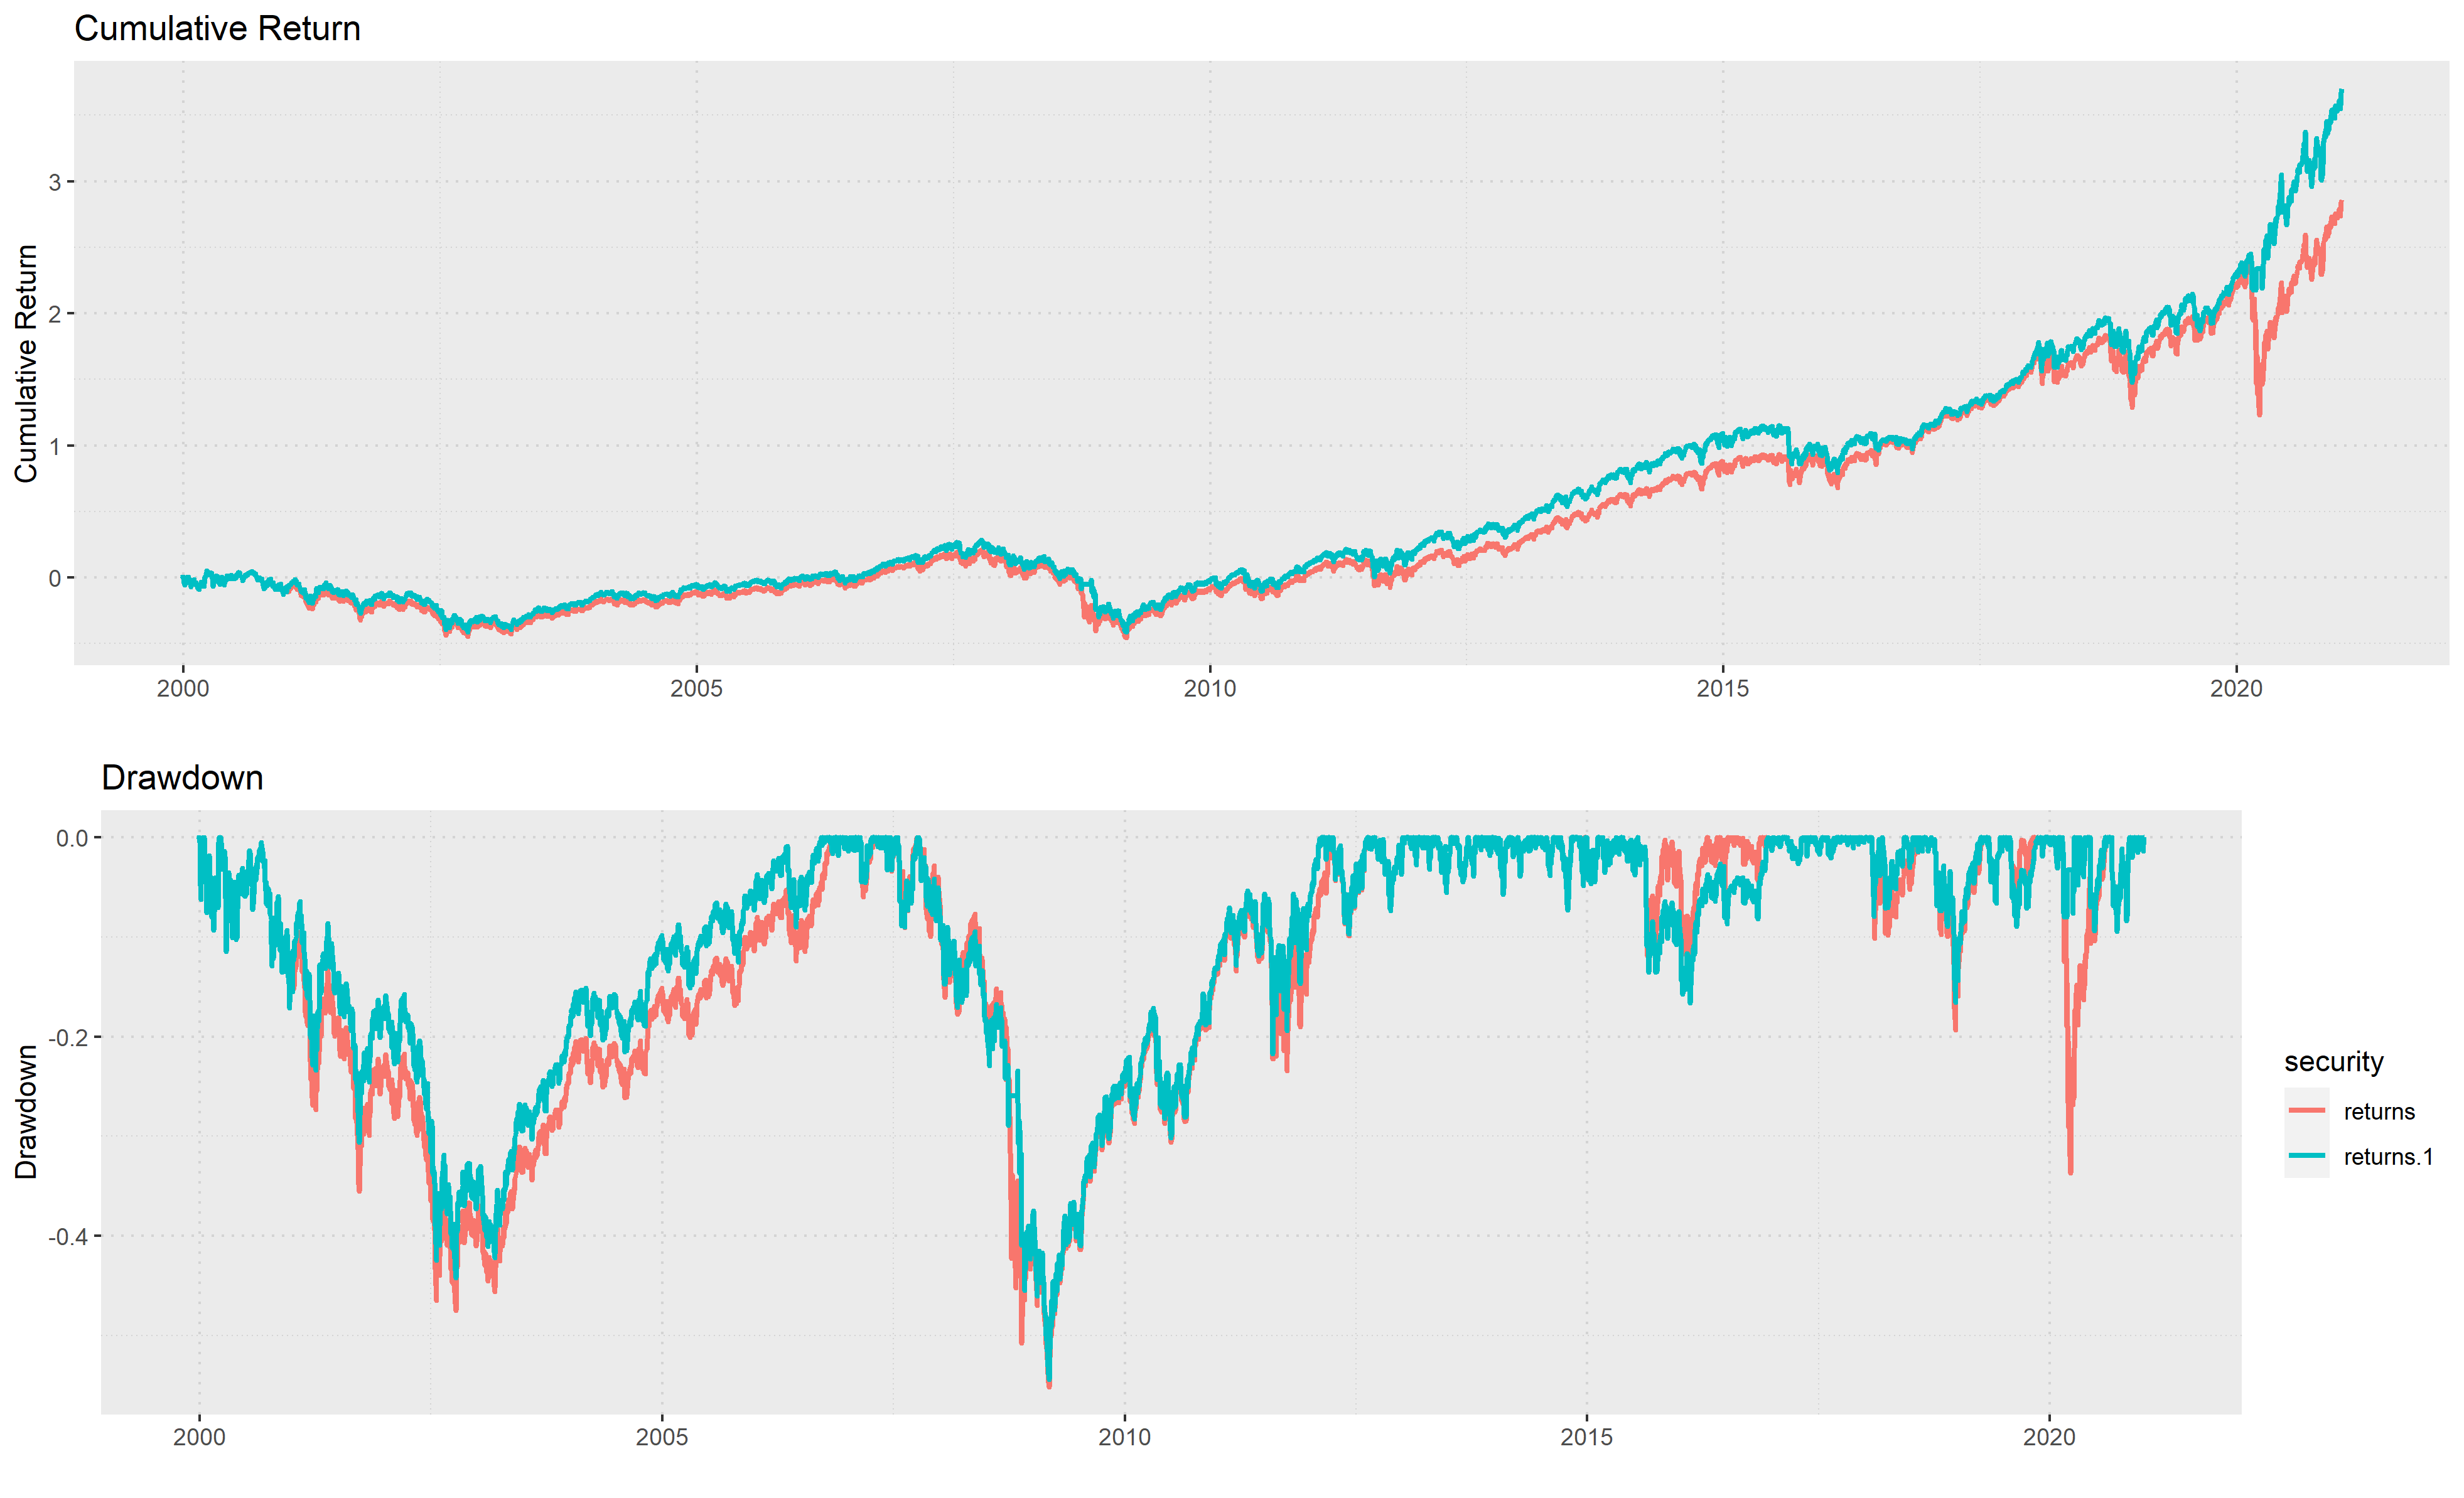 Cumulative Return
Cumulative Return
3
2
1
0
2000 2005 2010 2015 2020
Drawdown
Drawdown
0.0
-0.2
-0.4
2000 2005 2010 2015 2020
security
returns
returns.1